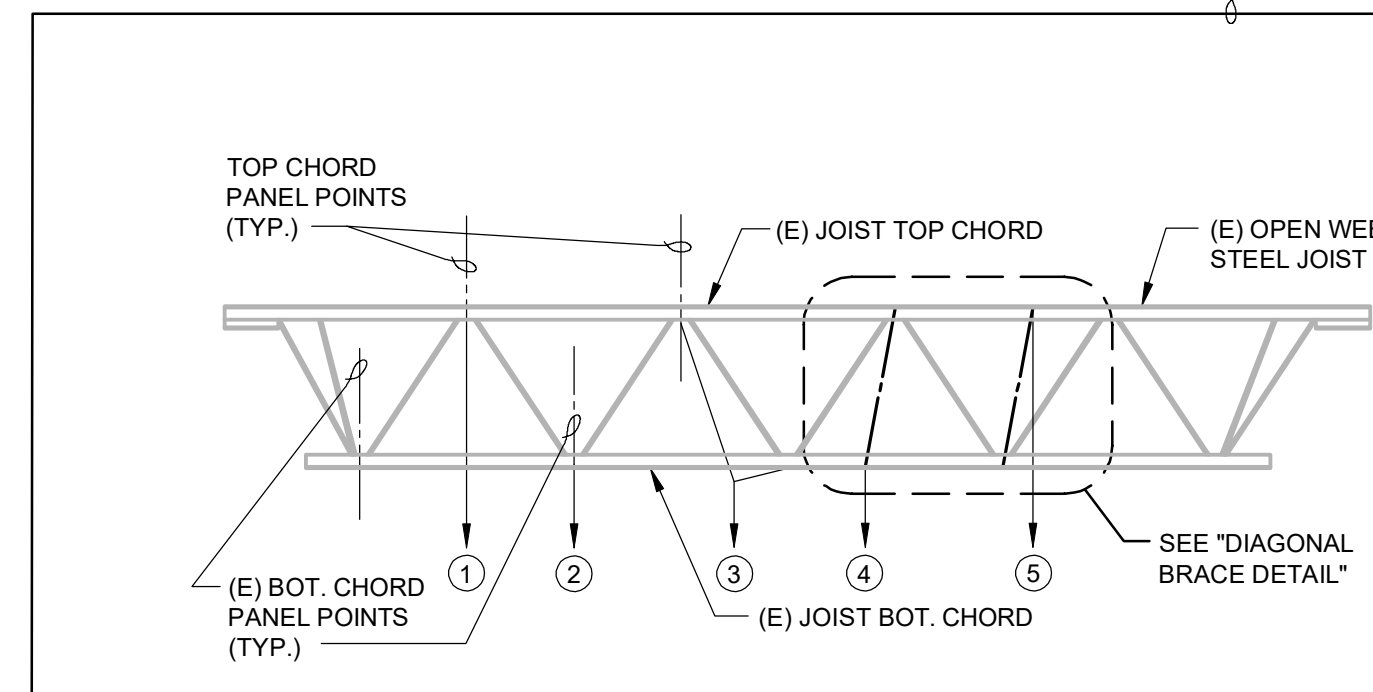 TOP CHORD
PANEL POINTS
(TYP.)
(E) JOIST TOP CHORD
(E) OPEN WEB
STEEL JOIST
1
2
3
4
5
SEE "DIAGONAL
BRACE DETAIL"
(E) BOT. CHORD
PANEL POINTS
(TYP.)
(E) JOIST BOT. CHORD